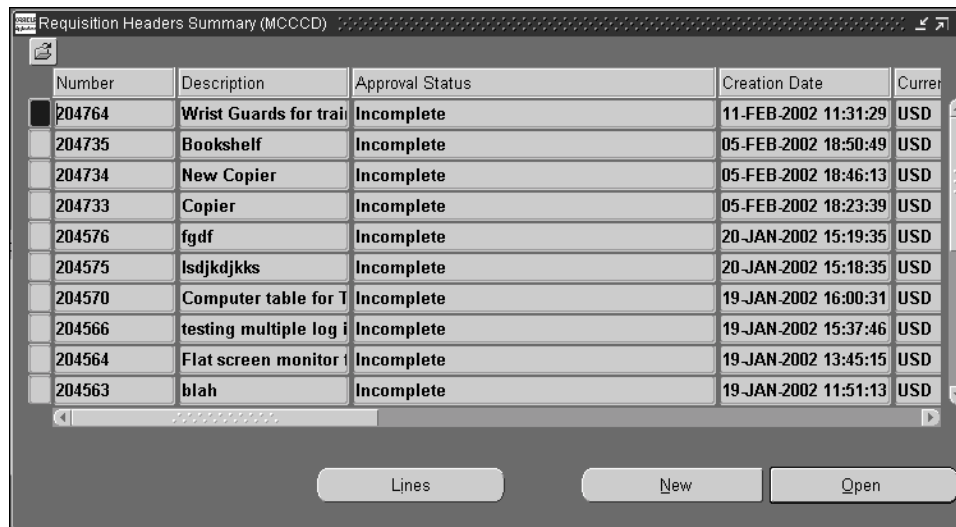 Requisition Headers Summary (MCCCD)
Number Description Approval Status Creation Date Curren
204764 Wrist Guards for trai Incomplete 11-FEB-2002 11:31:29 USD
204735 Bookshelf Incomplete 05-FEB-2002 18:50:49 USD
204734 New Copier Incomplete 05-FEB-2002 18:46:13 USD
204733 Copier Incomplete 05-FEB-2002 18:23:39 USD
204576 fgdf Incomplete 20-JAN-2002 15:19:35 USD
204575 lsdjkdjkks Incomplete 20-JAN-2002 15:18:35 USD
204570 Computer table for T Incomplete 19-JAN-2002 16:00:31 USD
204566 testing multiple log i Incomplete 19-JAN-2002 15:37:46 USD
204564 Flat screen monitor Incomplete 19-JAN-2002 13:45:15 USD
204563 blah Incomplete 19-JAN-2002 11:51:13 USD
Lines New Open